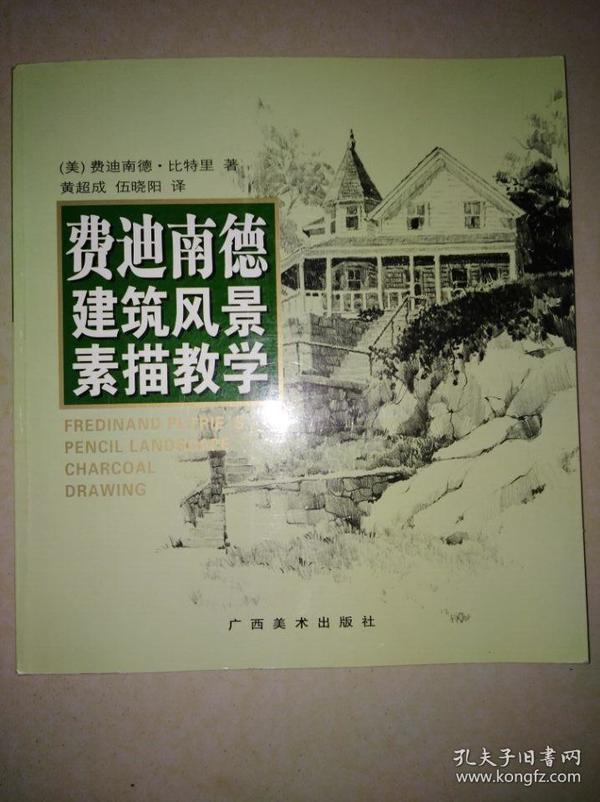 (美) 费迪南德·比特里 著
黄超成 伍晓阳 译
费迪南德
建筑风景
素描教学
FREDINAND
PENCIL
CHARCOAL
DRAWING
广西美术出版社
孔夫子旧书网
www.kongfz.com